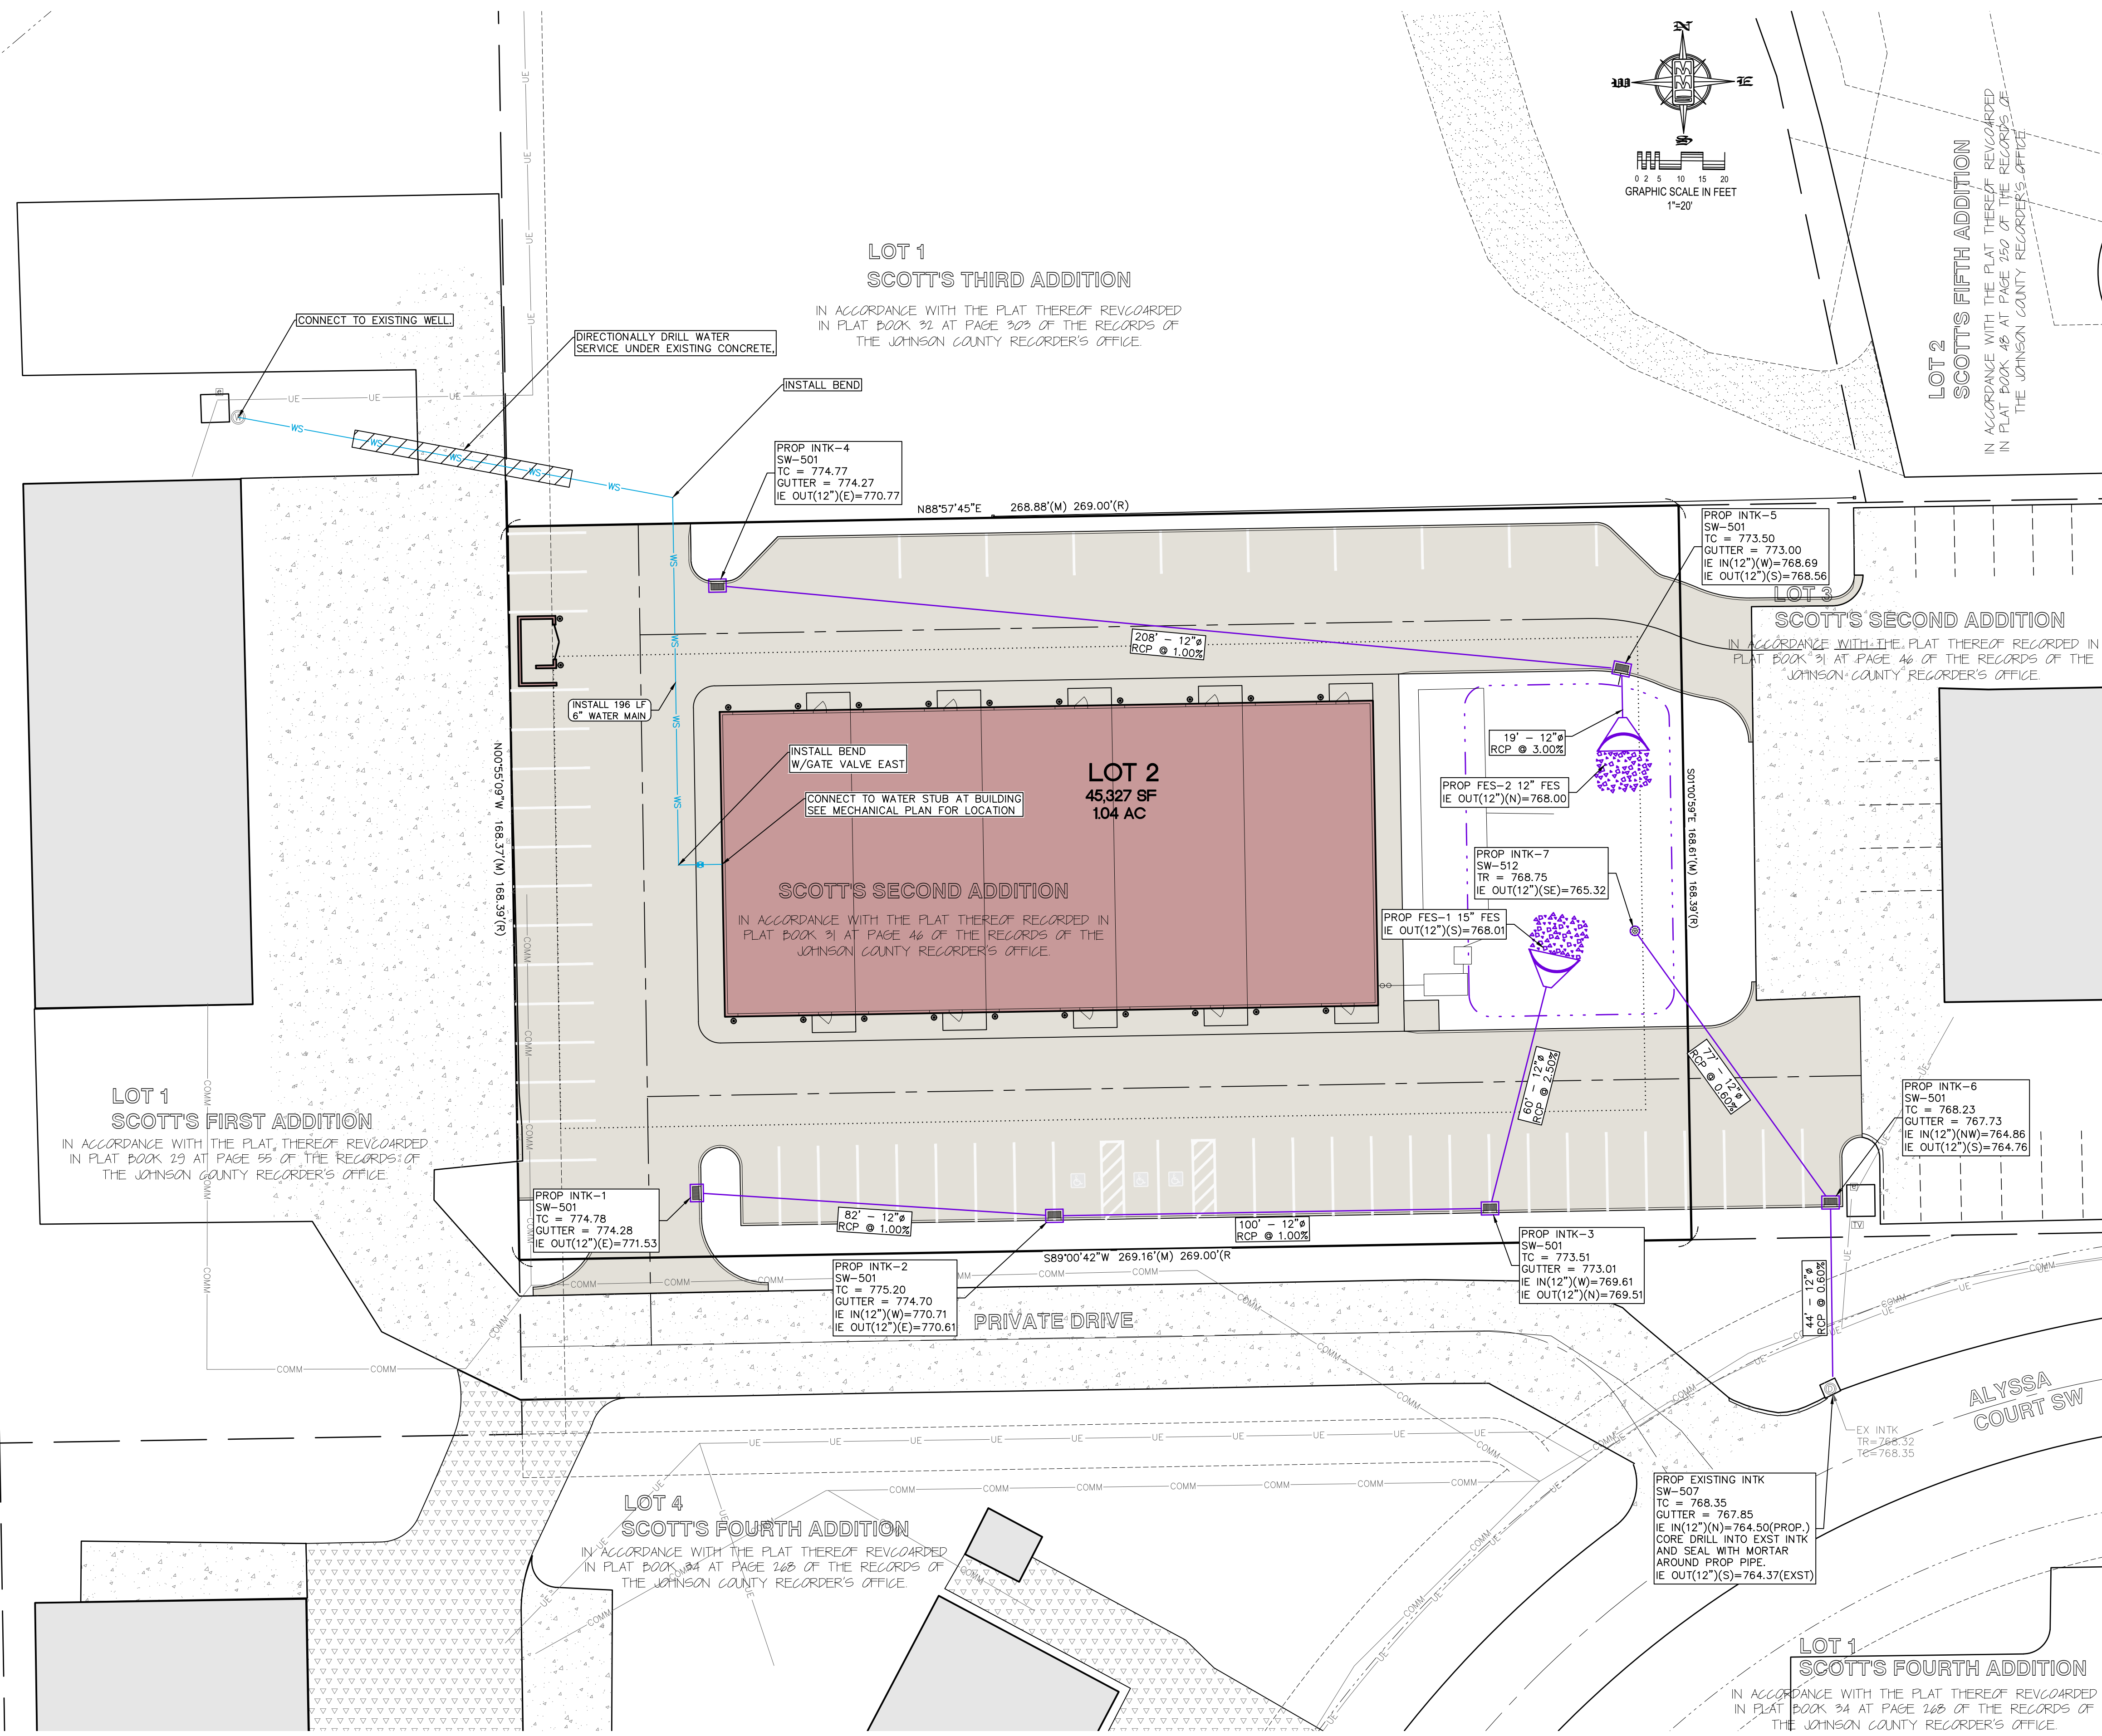 N
W
E
S
0 2 5 10 15 20
GRAPHIC SCALE IN FEET
1"=20'
LOT 1
SCOTT'S THIRD ADDITION
IN ACCORDANCE WITH THE PLAT THEREOF REVCOARDED
IN PLAT BOOK 32 AT PAGE 303 OF THE RECORDS OF
THE JOHNSON COUNTY RECORDER'S OFFICE.
LOT 2
SCOTT'S FIFTH ADDITION
IN ACCORDANCE WITH THE PLAT THEREOF REVCOARDED
IN PLAT BOOK 48 AT PAGE 250 OF THE RECORDS OF
THE JOHNSON COUNTY RECORDER'S OFFICE.
CONNECT TO EXISTING WELL.
DIRECTIONALLY DRILL WATER
SERVICE UNDER EXISTING CONCRETE,
INSTALL BEND
PROP INTK-4
SW-501
TC = 774.77
GUTTER = 774.27
IE OUT(12")(E)=770.77
N88°57'45"E 268.88'(M) 269.00'(R)
PROP INTK-5
SW-501
TC = 773.50
GUTTER = 773.00
IE IN(12")(W)=768.69
IE OUT(12")(S)=768.56
LOT 3
SCOTT'S SECOND ADDITION
IN ACCORDANCE WITH THE PLAT THEREOF RECORDED IN
PLAT BOOK 31 AT PAGE 46 OF THE RECORDS OF THE
JOHNSON COUNTY RECORDER'S OFFICE.
208' - 12"ø
RCP @ 1.00%
INSTALL 196 LF
6" WATER MAIN
19' - 12"ø
RCP @ 3.00%
INSTALL BEND
W/GATE VALVE EAST
CONNECT TO WATER STUB AT BUILDING
SEE MECHANICAL PLAN FOR LOCATION
LOT 2
45,327 SF
1.04 AC
PROP FES-2 12" FES
IE OUT(12")(N)=768.00
N00°55'09"W 168.37'(M) 168.39'(R)
S01°00'59"E 168.61'(M) 168.39'(R)
PROP INTK-7
SW-512
TR = 768.75
IE OUT(12")(SE)=765.32
SCOTT'S SECOND ADDITION
IN ACCORDANCE WITH THE PLAT THEREOF RECORDED IN
PLAT BOOK 31 AT PAGE 46 OF THE RECORDS OF THE
JOHNSON COUNTY RECORDER'S OFFICE.
PROP FES-1 15" FES
IE OUT(12")(S)=768.01
60' - 12"ø
RCP @ 2.50%
77' - 12"ø
RCP @ 0.60%
LOT 1
SCOTT'S FIRST ADDITION
IN ACCORDANCE WITH THE PLAT THEREOF REVCOARDED
IN PLAT BOOK 29 AT PAGE 55 OF THE RECORDS OF
THE JOHNSON COUNTY RECORDER'S OFFICE.
PROP INTK-6
SW-501
TC = 768.23
GUTTER = 767.73
IE IN(12")(NW)=764.86
IE OUT(12")(S)=764.76
PROP INTK-1
SW-501
TC = 774.78
GUTTER = 774.28
IE OUT(12")(E)=771.53
82' - 12"ø
RCP @ 1.00%
100' - 12"ø
RCP @ 1.00%
TV
S89°00'42"W 269.16'(M) 269.00'(R
PROP INTK-2
SW-501
TC = 775.20
GUTTER = 774.70
IE IN(12")(W)=770.71
IE OUT(12")(E)=770.61
PROP INTK-3
SW-501
TC = 773.51
GUTTER = 773.01
IE IN(12")(W)=769.61
IE OUT(12")(N)=769.51
44' - 12"ø
RCP @ 0.60%
PRIVATE DRIVE
ALYSSA
COURT SW
EX INTK
TR=768.32
TC=768.35
PROP EXISTING INTK
SW-507
TC = 768.35
GUTTER = 767.85
IE IN(12")(N)=764.50(PROP.)
CORE DRILL INTO EXST INTK
AND SEAL WITH MORTAR
AROUND PROP PIPE.
IE OUT(12")(S)=764.37(EXST)
LOT 4
SCOTT'S FOURTH ADDITION
IN ACCORDANCE WITH THE PLAT THEREOF REVCOARDED
IN PLAT BOOK 34 AT PAGE 268 OF THE RECORDS OF
THE JOHNSON COUNTY RECORDER'S OFFICE.
LOT 1
SCOTT'S FOURTH ADDITION
IN ACCORDANCE WITH THE PLAT THEREOF REVCOARDED
IN PLAT BOOK 34 AT PAGE 268 OF THE RECORDS OF
THE JOHNSON COUNTY RECORDER'S OFFICE.
UE
WS
COMM